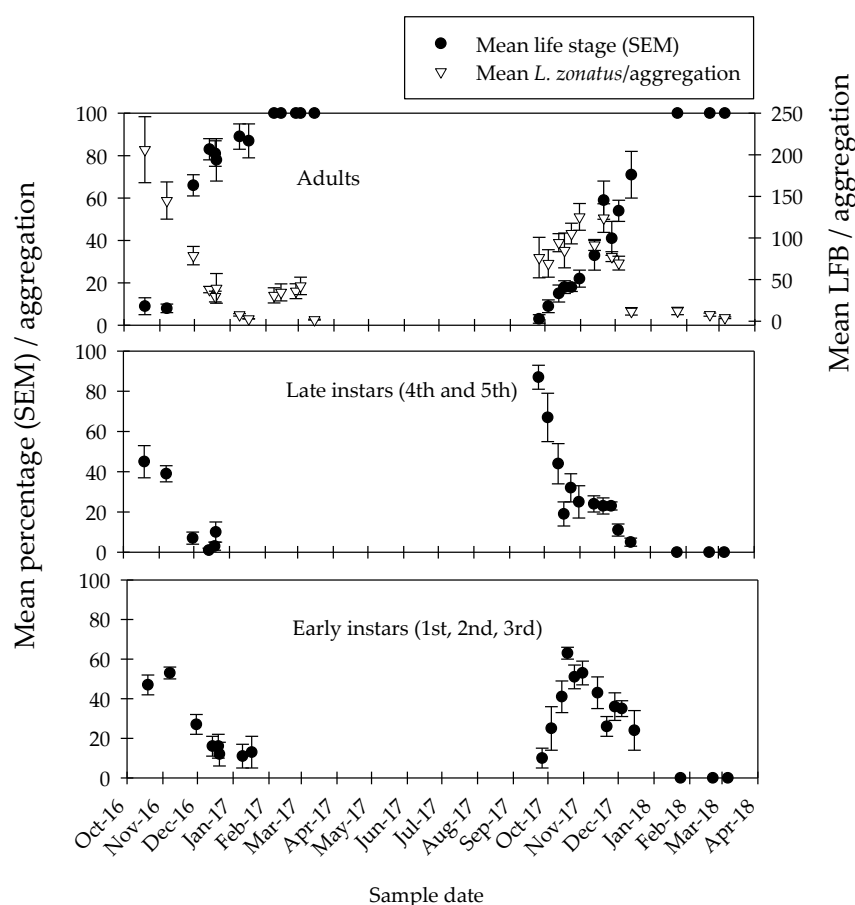 Mean life stage (SEM)
Mean L. zonatus/aggregation
Mean percentage (SEM) / aggregation
Mean LFB / aggregation
100
80
60
40
20
0
250
200
150
100
50
0
Adults
100
80
60
40
20
0
Late instars (4th and 5th)
100
80
60
40
20
0
Early instars (1st, 2nd, 3rd)
Oct-16
Nov-16
Dec-16
Jan-17
Feb-17
Mar-17
Apr-17
May-17
Jun-17
Jul-17
Aug-17
Sep-17
Oct-17
Nov-17
Dec-17
Jan-18
Feb-18
Mar-18
Apr-18
Sample date